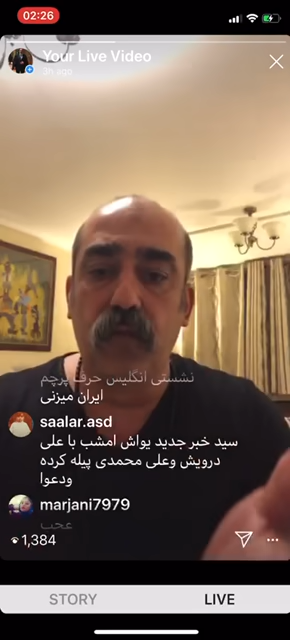 02:26
Your Live Video
3h ago
نشستی انگلیس حرف پرچم
ایران میزنی
saalar.asd
سید خبر جدید یواش امشب با علی
درویش وعلی محمدی پیله کرده
ودعوا
marjani7979
عجب
1,384
STORY
LIVE